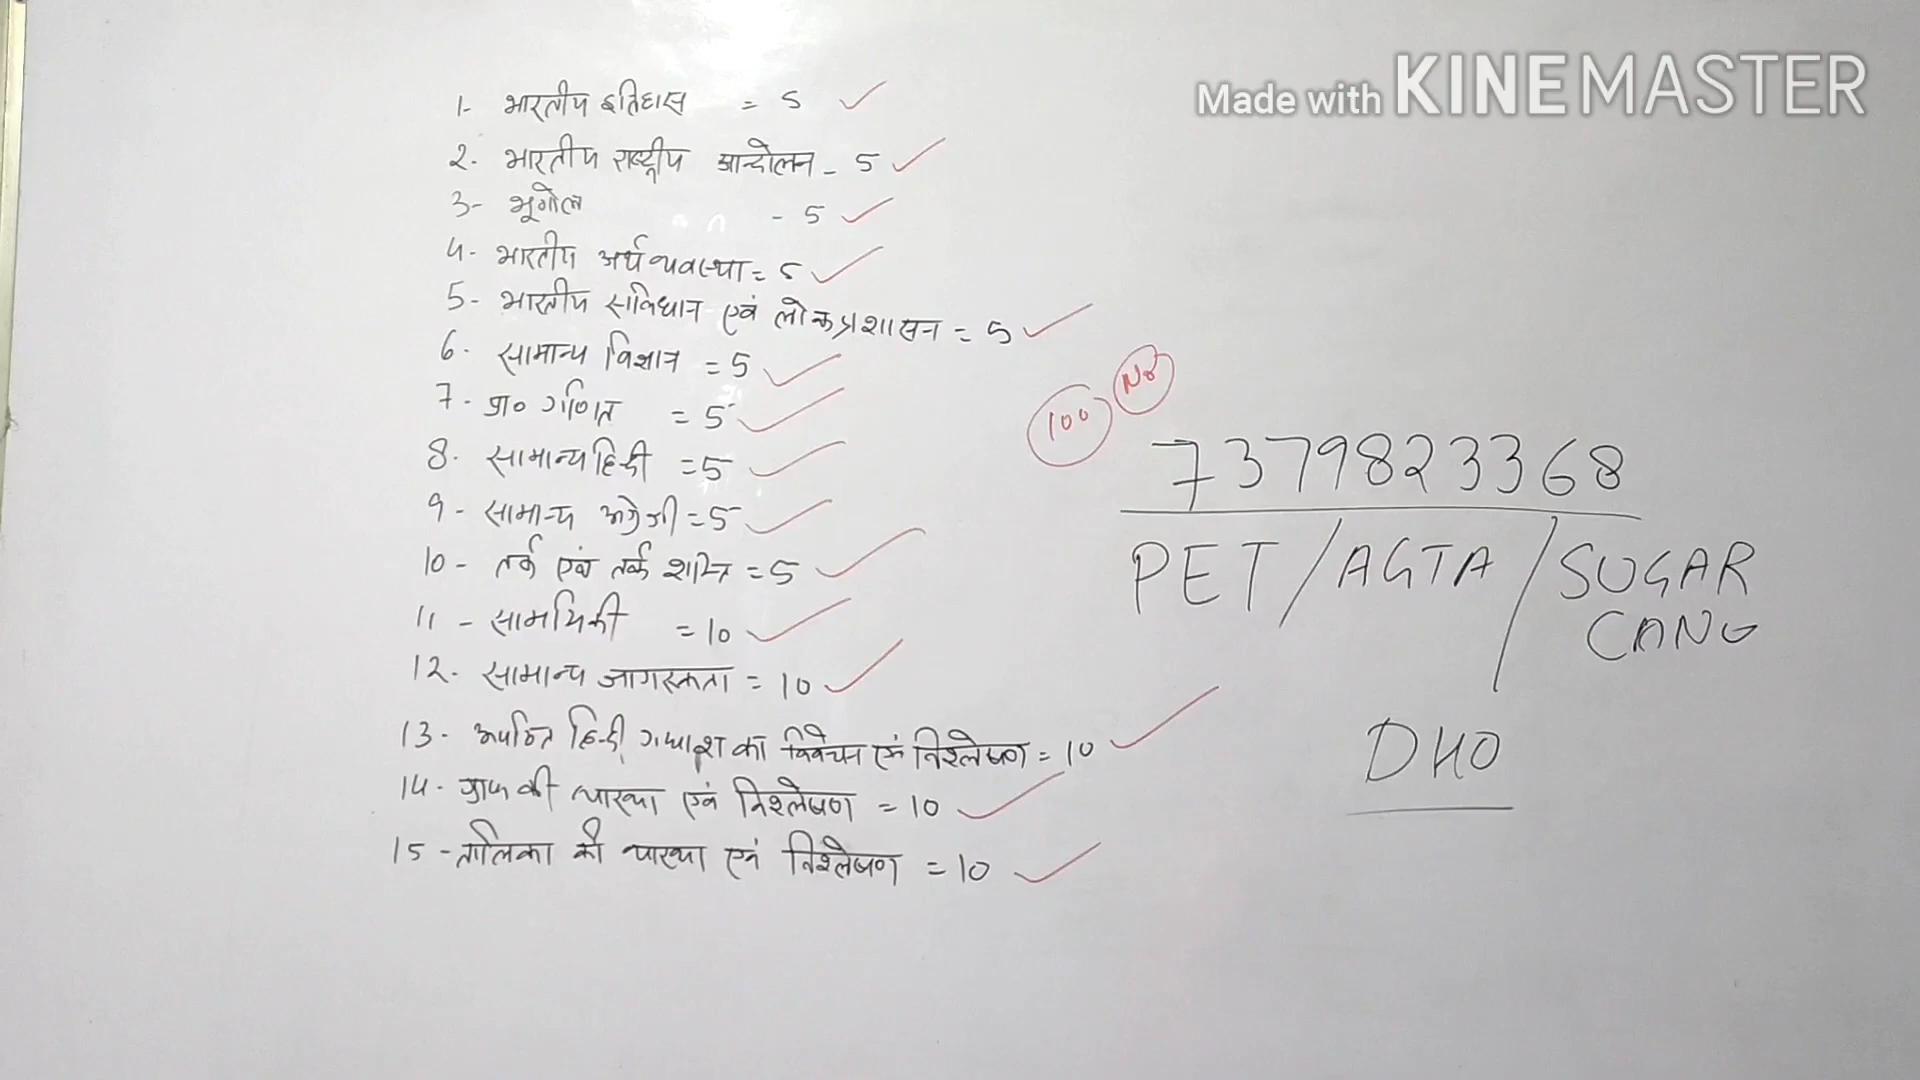 Made with KINEMASTER
1- भारतीय इतिहास = 5
2- भारतीय राष्ट्रीय आन्दोलन - 5
3- भूगोल - 5
4- भारतीय अर्थव्यवस्था = 5
5- भारतीय संविधान एवं लोकप्रशासन = 5
6- सामान्य विज्ञान = 5
7- प्रा० गणित = 5
8- सामान्य हिन्दी = 5
9- सामान्य अंग्रेजी = 5
10- तर्क एवं तर्क शक्ति = 5
11- सामयिकी = 10
12- सामान्य जागरूकता = 10
13- अपठित हिन्दी गद्यांश का विवेचन एवं विश्लेषण = 10
14- ग्राफ की व्याख्या एवं विश्लेषण = 10
15- तालिका की व्याख्या एवं विश्लेषण = 10
100 No
7379823368
PET / AGTA / SUGAR
CANG
DHO